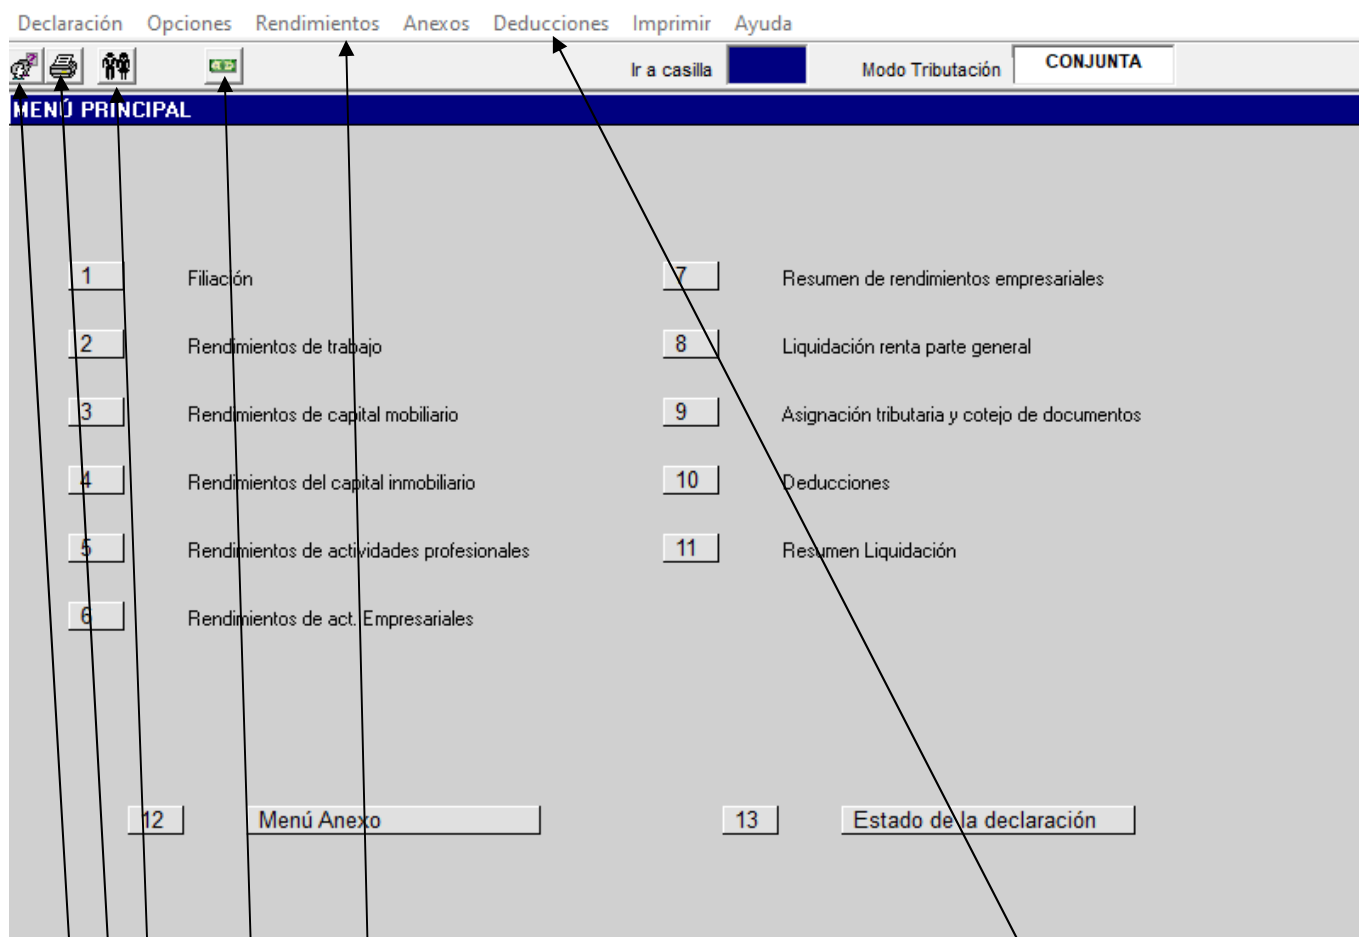 Declaración Opciones Rendimientos Anexos Deducciones Imprimir Ayuda
Ir a casilla Modo Tributación CONJUNTA
MENÚ PRINCIPAL
1 Filiación
2 Rendimientos de trabajo
3 Rendimientos de capital mobiliario
4 Rendimientos del capital inmobiliario
5 Rendimientos de actividades profesionales
6 Rendimientos de act. Empresariales
7 Resumen de rendimientos empresariales
8 Liquidación renta parte general
9 Asignación tributaria y cotejo de documentos
10 Deducciones
11 Resumen Liquidación
12 Menú Anexo
13 Estado de la declaración